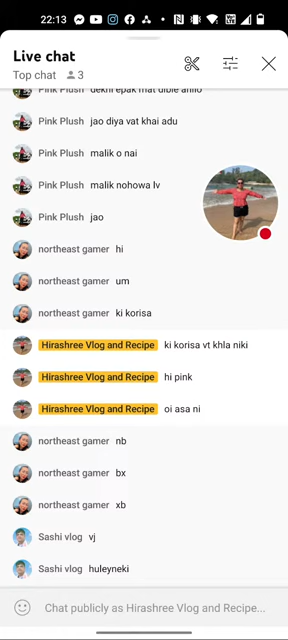 22:13
Live chat
Top chat 3
Pink Plush dekhi epak mat dible ahilo
Pink Plush jao diya vat khai adu
Pink Plush malik o nai
Pink Plush malik nohowa lv
Pink Plush jao
northeast gamer hi
northeast gamer um
northeast gamer ki korisa
Hirashree Vlog and Recipe ki korisa vt khla niki
Hirashree Vlog and Recipe hi pink
Hirashree Vlog and Recipe oi asa ni
northeast gamer nb
northeast gamer bx
northeast gamer xb
Sashi vlog vj
Sashi vlog huleyneki
Chat publicly as Hirashree Vlog and Recipe...